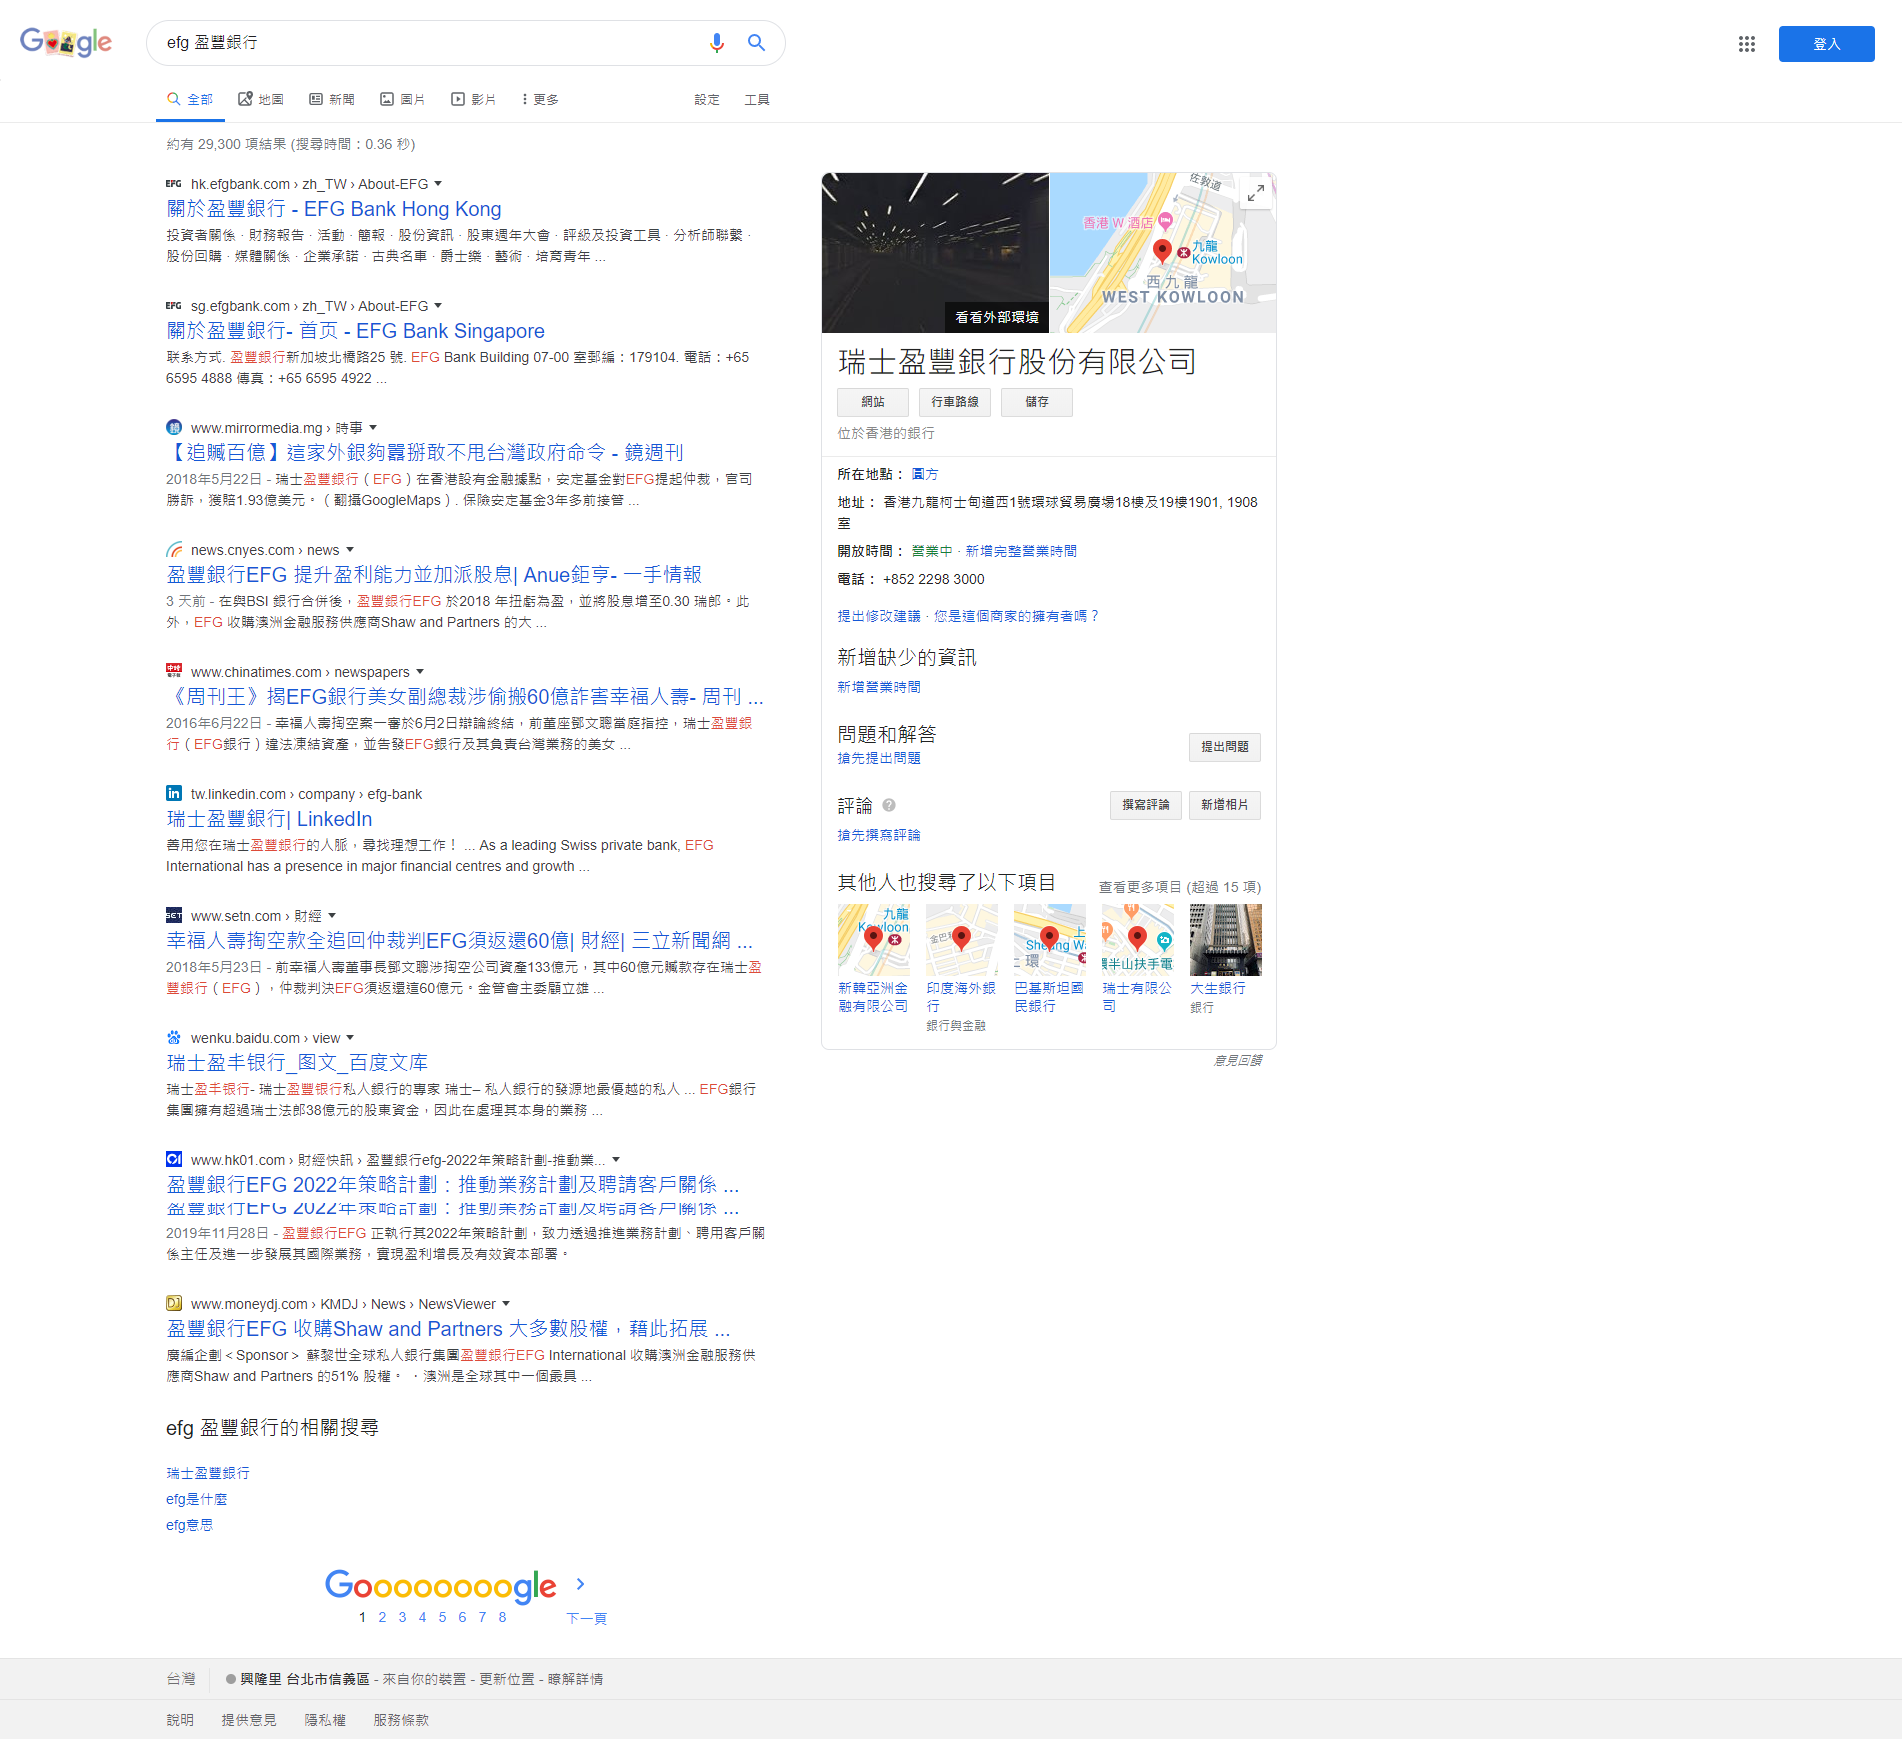 Google
efg 盈豐銀行
登入
全部
地圖
新聞
圖片
影片
更多
設定
工具
約有 29,300 項結果 (搜尋時間：0.36 秒)
EFG hk.efgbank.com › zh_TW › About-EFG
關於盈豐銀行 - EFG Bank Hong Kong
投資者關係 · 財務報告 · 活動 · 簡報 · 股份資訊 · 股東週年大會 · 評級及投資工具 · 分析師聯繫 ·
股份回購 · 媒體關係 · 企業承諾 · 古典名車 · 爵士樂 · 藝術 · 培育青年 ...
EFG sg.efgbank.com › zh_TW › About-EFG
關於盈豐銀行- 首页 - EFG Bank Singapore
联系方式. 盈豐銀行新加坡北橋路25 號. EFG Bank Building 07-00 室郵編：179104. 電話：+65
6595 4888 傳真：+65 6595 4922 ...
鏡 www.mirrormedia.mg › 時事
【追贓百億】這家外銀夠囂掰敢不甩台灣政府命令 - 鏡週刊
2018年5月22日 - 瑞士盈豐銀行（EFG）在香港設有金融據點，安定基金對EFG提起仲裁，官司
勝訴，獲賠1.93億美元。（翻攝GoogleMaps）. 保險安定基金3年多前接管 ...
news.cnyes.com › news
盈豐銀行EFG 提升盈利能力並加派股息| Anue鉅亨- 一手情報
3 天前 - 在與BSI 銀行合併後，盈豐銀行EFG 於2018 年扭虧為盈，並將股息增至0.30 瑞郎。此
外，EFG 收購澳洲金融服務供應商Shaw and Partners 的大 ...
www.chinatimes.com › newspapers
《周刊王》揭EFG銀行美女副總裁涉偷搬60億詐害幸福人壽- 周刊 ...
2016年6月22日 - 幸福人壽掏空案一審於6月2日辯論終結，前董座鄧文聰當庭指控，瑞士盈豐銀
行（EFG銀行）違法凍結資產，並告發EFG銀行及其負責台灣業務的美女 ...
in tw.linkedin.com › company › efg-bank
瑞士盈豐銀行| LinkedIn
善用您在瑞士盈豐銀行的人脈，尋找理想工作！ ... As a leading Swiss private bank, EFG
International has a presence in major financial centres and growth ...
SET www.setn.com › 財經
幸福人壽掏空款全追回仲裁判EFG須返還60億| 財經| 三立新聞網 ...
2018年5月23日 - 前幸福人壽董事長鄧文聰涉掏空公司資產133億元，其中60億元贓款存在瑞士盈
豐銀行（EFG），仲裁判決EFG須返還這60億元。金管會主委顧立雄 ...
wenku.baidu.com › view
瑞士盈丰银行_图文_百度文库
瑞士盈丰银行- 瑞士盈豐银行私人銀行的專家 瑞士– 私人銀行的發源地最優越的私人 ... EFG銀行
集團擁有超過瑞士法郎38億元的股東資金，因此在處理其本身的業務 ...
01 www.hk01.com › 財經快訊 › 盈豐銀行efg-2022年策略計劃-推動業...
盈豐銀行EFG 2022年策略計劃：推動業務計劃及聘請客戶關係 ...
盈豐銀行EFG 2022年策略計劃：推動業務計劃及聘請客戶關係 ...
2019年11月28日 - 盈豐銀行EFG 正執行其2022年策略計劃，致力透過推進業務計劃、聘用客戶關
係主任及進一步發展其國際業務，實現盈利增長及有效資本部署。
DJ www.moneydj.com › KMDJ › News › NewsViewer
盈豐銀行EFG 收購Shaw and Partners 大多數股權，藉此拓展 ...
廣編企劃＜Sponsor＞ 蘇黎世全球私人銀行集團盈豐銀行EFG International 收購澳洲金融服務供
應商Shaw and Partners 的51% 股權。 ．澳洲是全球其中一個最具 ...
efg 盈豐銀行的相關搜尋
瑞士盈豐銀行
efg是什麼
efg意思
Goooooooogle
1 2 3 4 5 6 7 8 下一頁
看看外部環境
佐敦道
香港 W 酒店
九龍
Kowloon
西九龍
WEST KOWLOON
瑞士盈豐銀行股份有限公司
網站
行車路線
儲存
位於香港的銀行
所在地點： 圓方
地址： 香港九龍柯士甸道西1號環球貿易廣場18樓及19樓1901, 1908
室
開放時間： 營業中 · 新增完整營業時間
電話： +852 2298 3000
提出修改建議 · 您是這個商家的擁有者嗎？
新增缺少的資訊
新增營業時間
問題和解答
搶先提出問題
提出問題
評論
撰寫評論
新增相片
搶先撰寫評論
其他人也搜尋了以下項目
查看更多項目 (超過 15 項)
九龍
Kowloon
金巴利
上
Sheung Wa
上環
環半山扶手電
新韓亞洲金
融有限公司
印度海外銀
行
銀行與金融
巴基斯坦國
民銀行
瑞士有限公
司
大生銀行
銀行
意見回饋
台灣
興隆里 台北市信義區 - 來自你的裝置 - 更新位置 - 瞭解詳情
說明
提供意見
隱私權
服務條款